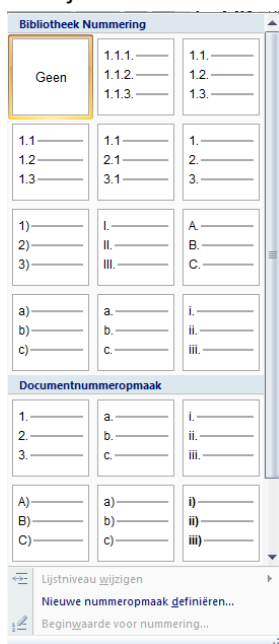 Bibliotheek Nummering
Geen
1.1.1.
1.1.2.
1.1.3.
1.1.
1.2.
1.3.
1.1
1.2
1.3
1.1
2.1
3.1
1.
2.
3.
1)
2)
3)
I.
II.
III.
A.
B.
C.
a)
b)
c)
a.
b.
c.
i.
ii.
iii.
Documentnummeropmaak
1.
2.
3.
a.
b.
c.
i.
ii.
iii.
A)
B)
C)
a)
b)
c)
i)
ii)
iii)
Lijstniveau wijzigen
Nieuwe nummeropmaak definiëren...
Beginwaarde voor nummering...